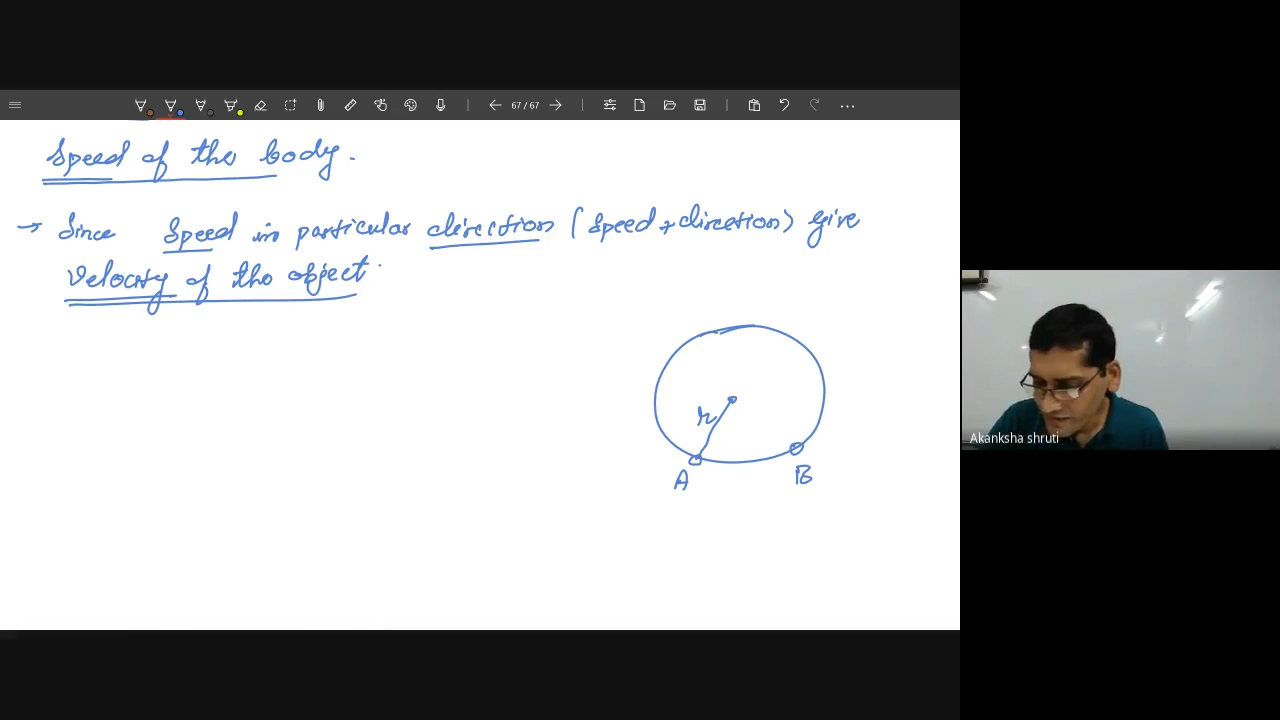 67/67
Speed of the body.
→ Since Speed in particular direction (Speed + direction) give
Velocity of the object.
r
A
B
Akanksha shruti